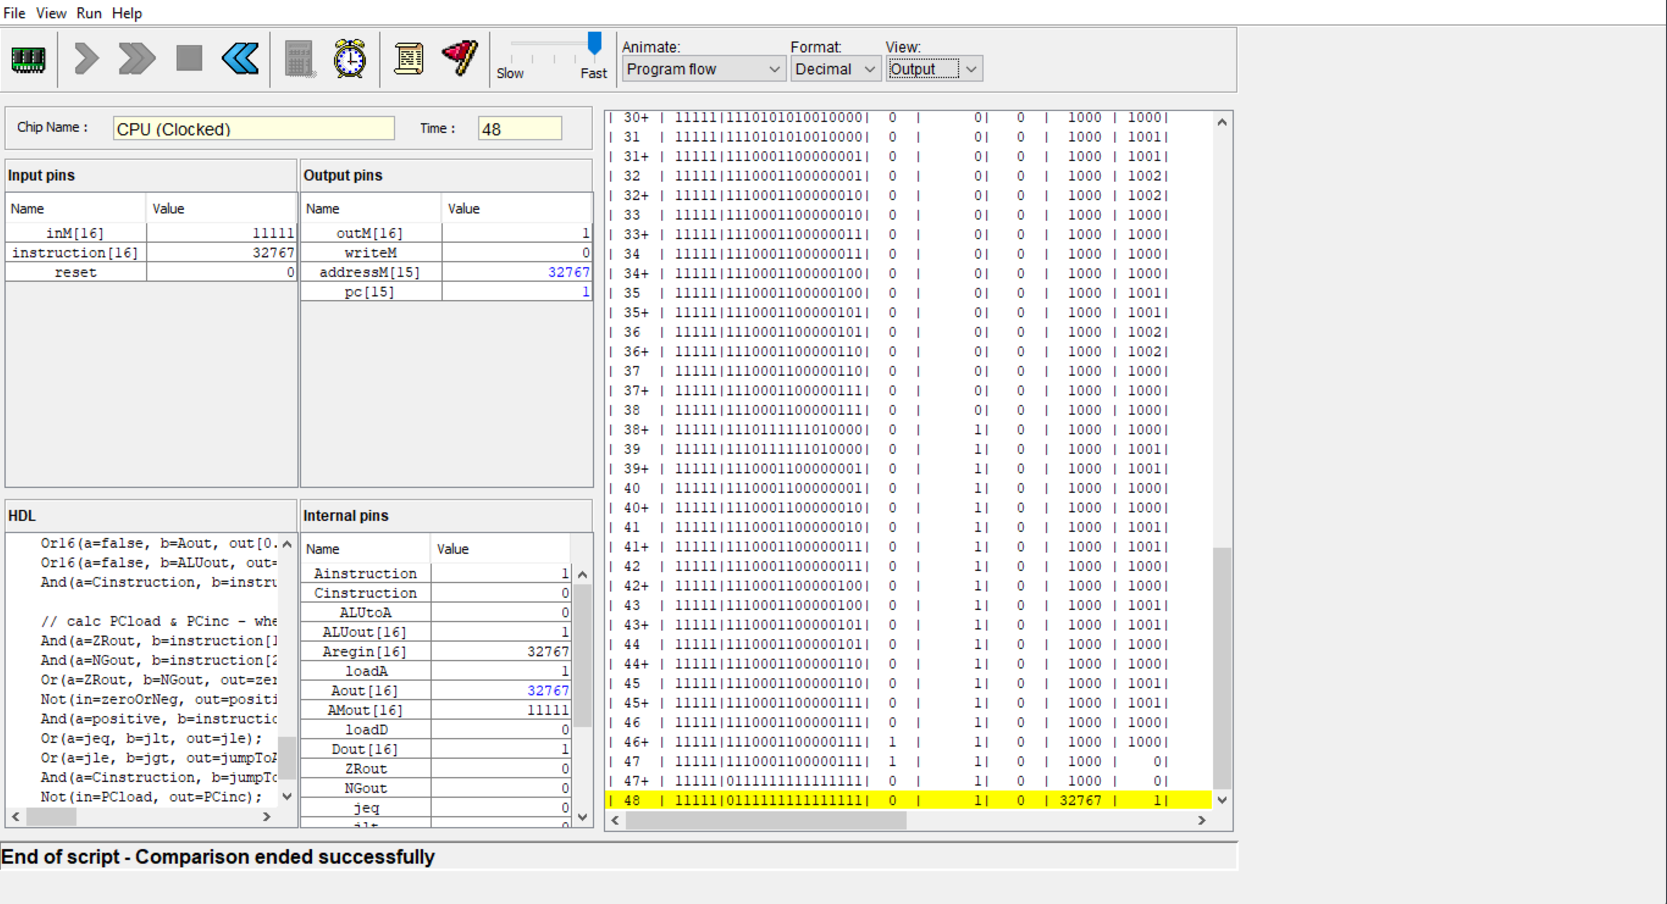 File View Run Help
Slow Fast
Animate: Format: View:
Program flow Decimal Output
Chip Name : CPU (Clocked) Time : 48
Input pins
Name Value
inM[16] 11111
instruction[16] 32767
reset 0
Output pins
Name Value
outM[16] 1
writeM 0
addressM[15] 32767
pc[15] 1
HDL
Or16(a=false, b=Aout, out[0.
Or16(a=false, b=ALUout, out=
And(a=Cinstruction, b=instru
// calc PCload & PCinc - whe
And(a=ZRout, b=instruction[1
And(a=NGout, b=instruction[2
Or(a=ZRout, b=NGout, out=zer
Not(in=zeroOrNeg, out=positi
And(a=positive, b=instructio
Or(a=jeq, b=jlt, out=jle);
Or(a=jle, b=jgt, out=jumpToA
And(a=Cinstruction, b=jumpTo
Not(in=PCload, out=PCinc);
Internal pins
Name Value
Ainstruction 1
Cinstruction 0
ALUtoA 0
ALUout[16] 1
Aregin[16] 32767
loadA 1
Aout[16] 32767
AMout[16] 11111
loadD 0
Dout[16] 1
ZRout 0
NGout 0
jeq 0
jlt 0
| 30+ | 11111|1110101010010000| 0 | 0| 0 | 1000 | 1000|
| 31 | 11111|1110101010010000| 0 | 0| 0 | 1000 | 1001|
| 31+ | 11111|1110001100000001| 0 | 0| 0 | 1000 | 1001|
| 32 | 11111|1110001100000001| 0 | 0| 0 | 1000 | 1002|
| 32+ | 11111|1110001100000010| 0 | 0| 0 | 1000 | 1002|
| 33 | 11111|1110001100000010| 0 | 0| 0 | 1000 | 1000|
| 33+ | 11111|1110001100000011| 0 | 0| 0 | 1000 | 1000|
| 34 | 11111|1110001100000011| 0 | 0| 0 | 1000 | 1000|
| 34+ | 11111|1110001100000100| 0 | 0| 0 | 1000 | 1000|
| 35 | 11111|1110001100000100| 0 | 0| 0 | 1000 | 1001|
| 35+ | 11111|1110001100000101| 0 | 0| 0 | 1000 | 1001|
| 36 | 11111|1110001100000101| 0 | 0| 0 | 1000 | 1002|
| 36+ | 11111|1110001100000110| 0 | 0| 0 | 1000 | 1002|
| 37 | 11111|1110001100000110| 0 | 0| 0 | 1000 | 1000|
| 37+ | 11111|1110001100000111| 0 | 0| 0 | 1000 | 1000|
| 38 | 11111|1110001100000111| 0 | 0| 0 | 1000 | 1000|
| 38+ | 11111|1110111111010000| 0 | 1| 0 | 1000 | 1000|
| 39 | 11111|1110111111010000| 0 | 1| 0 | 1000 | 1001|
| 39+ | 11111|1110001100000001| 0 | 1| 0 | 1000 | 1001|
| 40 | 11111|1110001100000001| 0 | 1| 0 | 1000 | 1000|
| 40+ | 11111|1110001100000010| 0 | 1| 0 | 1000 | 1000|
| 41 | 11111|1110001100000010| 0 | 1| 0 | 1000 | 1001|
| 41+ | 11111|1110001100000011| 0 | 1| 0 | 1000 | 1001|
| 42 | 11111|1110001100000011| 0 | 1| 0 | 1000 | 1000|
| 42+ | 11111|1110001100000100| 0 | 1| 0 | 1000 | 1000|
| 43 | 11111|1110001100000100| 0 | 1| 0 | 1000 | 1001|
| 43+ | 11111|1110001100000101| 0 | 1| 0 | 1000 | 1001|
| 44 | 11111|1110001100000101| 0 | 1| 0 | 1000 | 1000|
| 44+ | 11111|1110001100000110| 0 | 1| 0 | 1000 | 1000|
| 45 | 11111|1110001100000110| 0 | 1| 0 | 1000 | 1001|
| 45+ | 11111|1110001100000111| 0 | 1| 0 | 1000 | 1001|
| 46 | 11111|1110001100000111| 0 | 1| 0 | 1000 | 1000|
| 46+ | 11111|1110001100000111| 1 | 1| 0 | 1000 | 1000|
| 47 | 11111|1110001100000111| 1 | 1| 0 | 1000 | 0|
| 47+ | 11111|0111111111111111| 0 | 1| 0 | 1000 | 0|
| 48 | 11111|0111111111111111| 0 | 1| 0 | 32767 | 1|
End of script - Comparison ended successfully